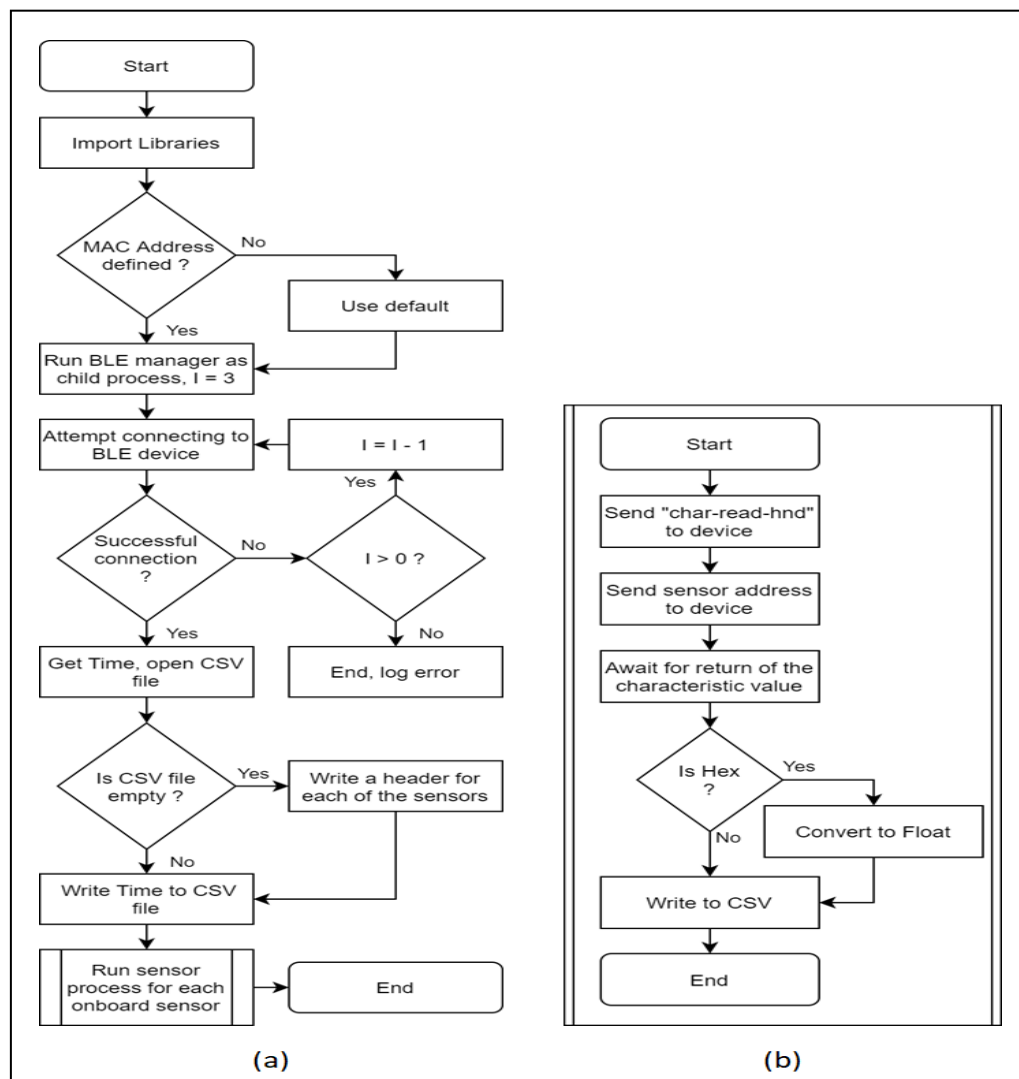 Start
Import Libraries
MAC Address
defined ?
No
Use default
Yes
Run BLE manager as
child process, I = 3
Attempt connecting to
BLE device
I = I - 1
Yes
Successful
connection
?
No
I > 0 ?
Yes
No
Get Time, open CSV
file
End, log error
Is CSV file
empty ?
Yes
Write a header for
each of the sensors
No
Write Time to CSV
file
Run sensor
process for each
onboard sensor
End
(a)
Start
Send "char-read-hnd"
to device
Send sensor address
to device
Await for return of the
characteristic value
Is Hex
?
Yes
Convert to Float
No
Write to CSV
End
(b)